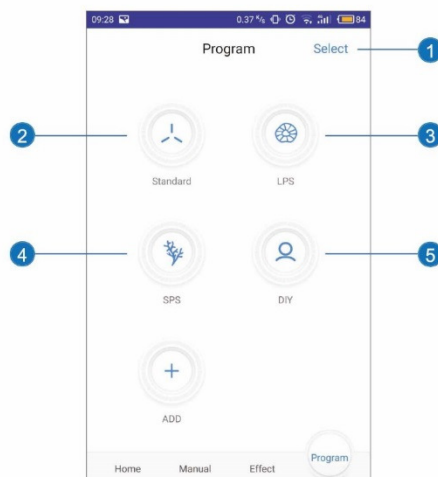 09:28 0.37 K/s 84
Program Select
1
2 3
Standard LPS
4 5
SPS DIY
ADD
Home Manual Effect Program